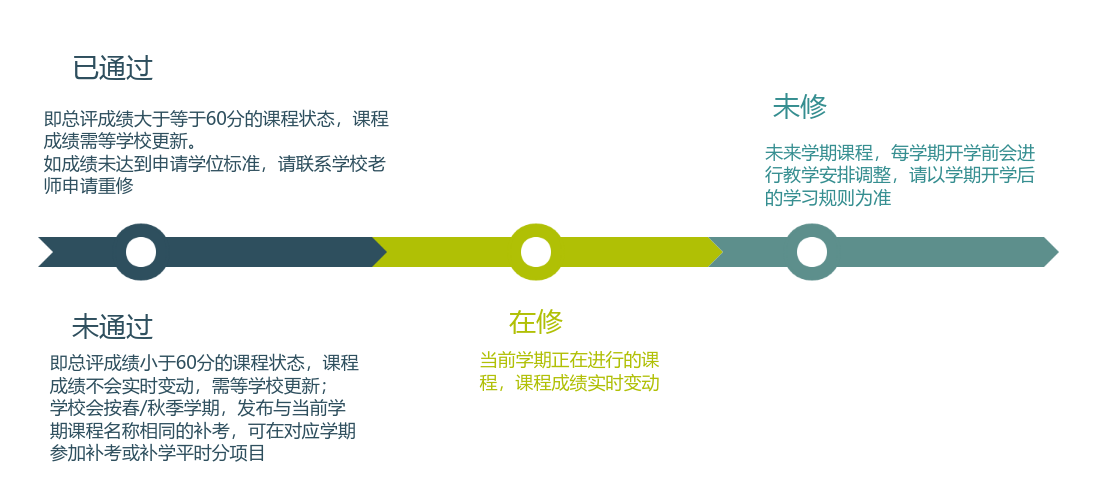 已通过
即总评成绩大于等于60分的课程状态，课程
成绩需等学校更新。
如成绩未达到申请学位标准，请联系学校老
师申请重修
未通过
即总评成绩小于60分的课程状态，课程
成绩不会实时变动，需等学校更新；
学校会按春/秋季学期，发布与当前学
期课程名称相同的补考，可在对应学期
参加补考或补学平时分项目
在修
当前学期正在进行的课
程，课程成绩实时变动
未修
未来学期课程，每学期开学前会进
行教学安排调整，请以学期开学后
的学习规则为准